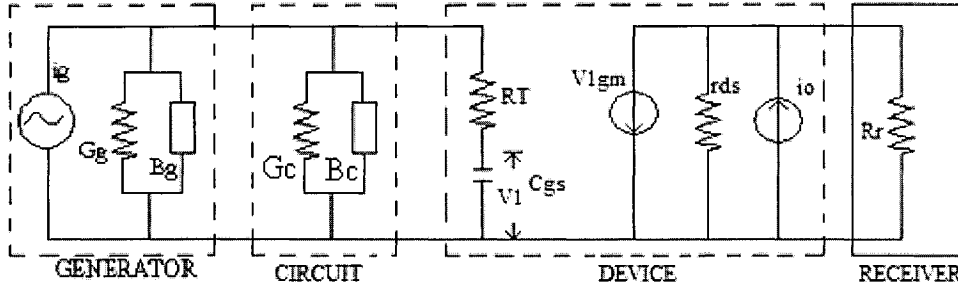 ig
Gg
Bg
Gc
Bc
RT
V1
Cgs
V1gm
rds
io
Rr
GENERATOR
CIRCUIT
DEVICE
RECEIVER